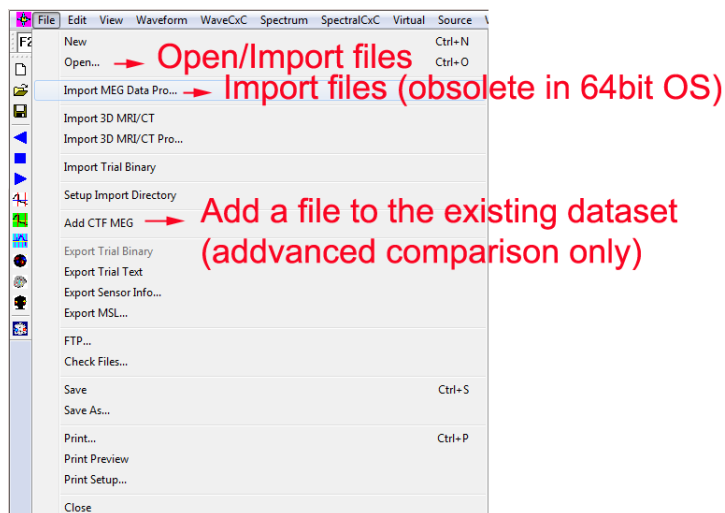 File Edit View Waveform WaveCxC Spectrum SpectralCxC Virtual Source
New Ctrl+N
Open... Open/Import files Ctrl+O
Import MEG Data Pro... Import files (obsolete in 64bit OS)
Import 3D MRI/CT
Import 3D MRI/CT Pro...
Import Trial Binary
Setup Import Directory
Add CTF MEG Add a file to the existing dataset
(addvanced comparison only)
Export Trial Binary
Export Trial Text
Export Sensor Info...
Export MSL...
FTP...
Check Files...
Save Ctrl+S
Save As...
Print... Ctrl+P
Print Preview
Print Setup...
Close